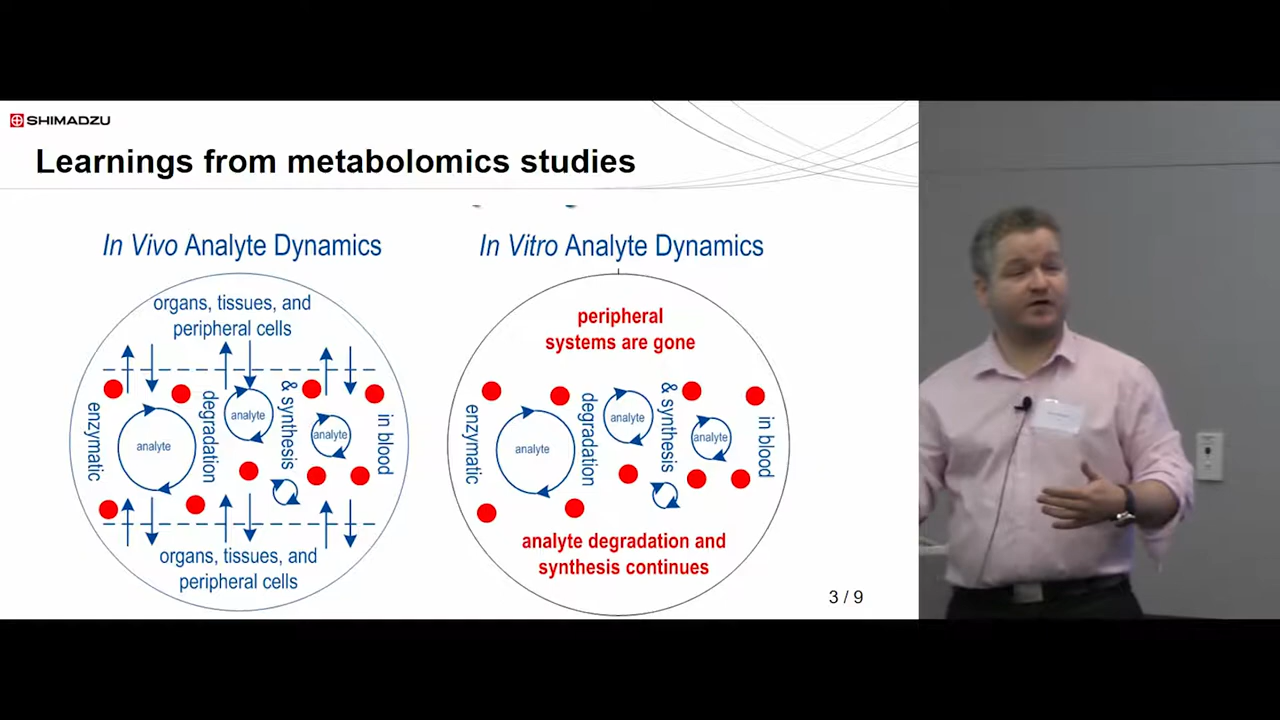 SHIMADZU
Learnings from metabolomics studies
In Vivo Analyte Dynamics
organs, tissues, and
peripheral cells
enzymatic
degradation
& synthesis
in blood
analyte
analyte
analyte
organs, tissues, and
peripheral cells
In Vitro Analyte Dynamics
peripheral
systems are gone
enzymatic
degradation
& synthesis
in blood
analyte
analyte
analyte
analyte degradation and
synthesis continues
3 / 9